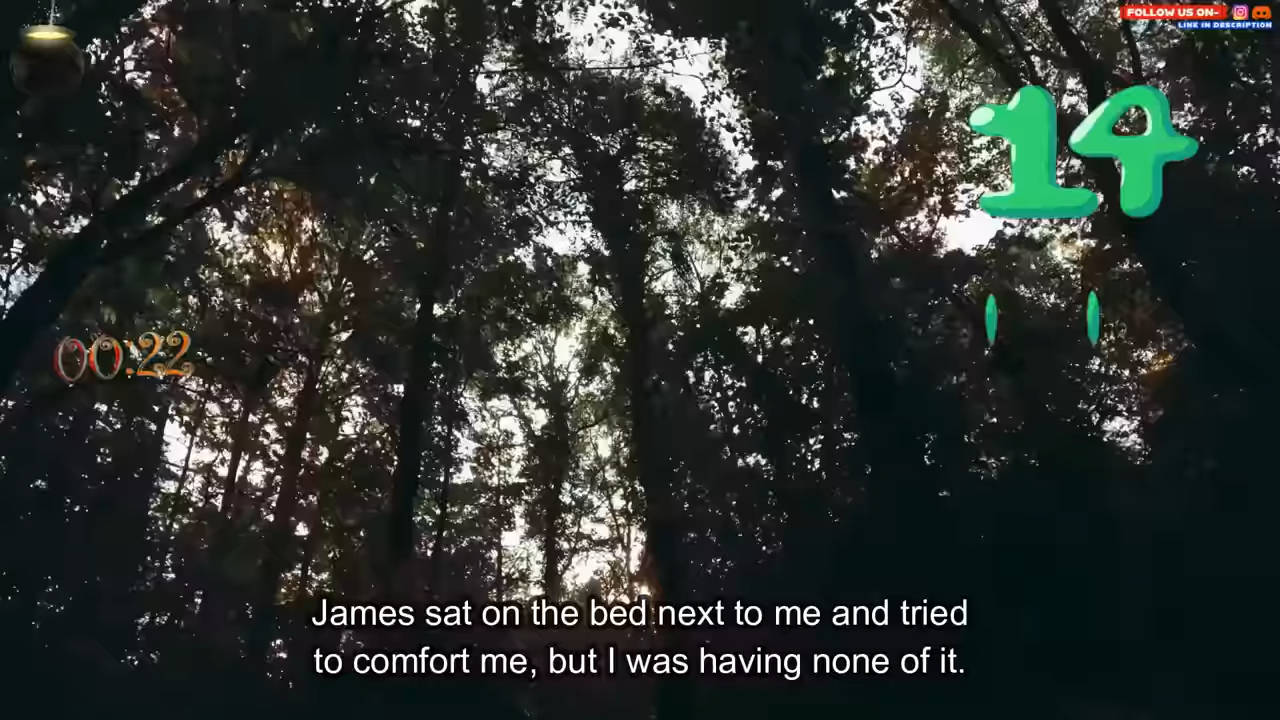 FOLLOW US ON-
LINK IN DESCRIPTION
14
00:22
James sat on the bed next to me and tried
to comfort me, but I was having none of it.